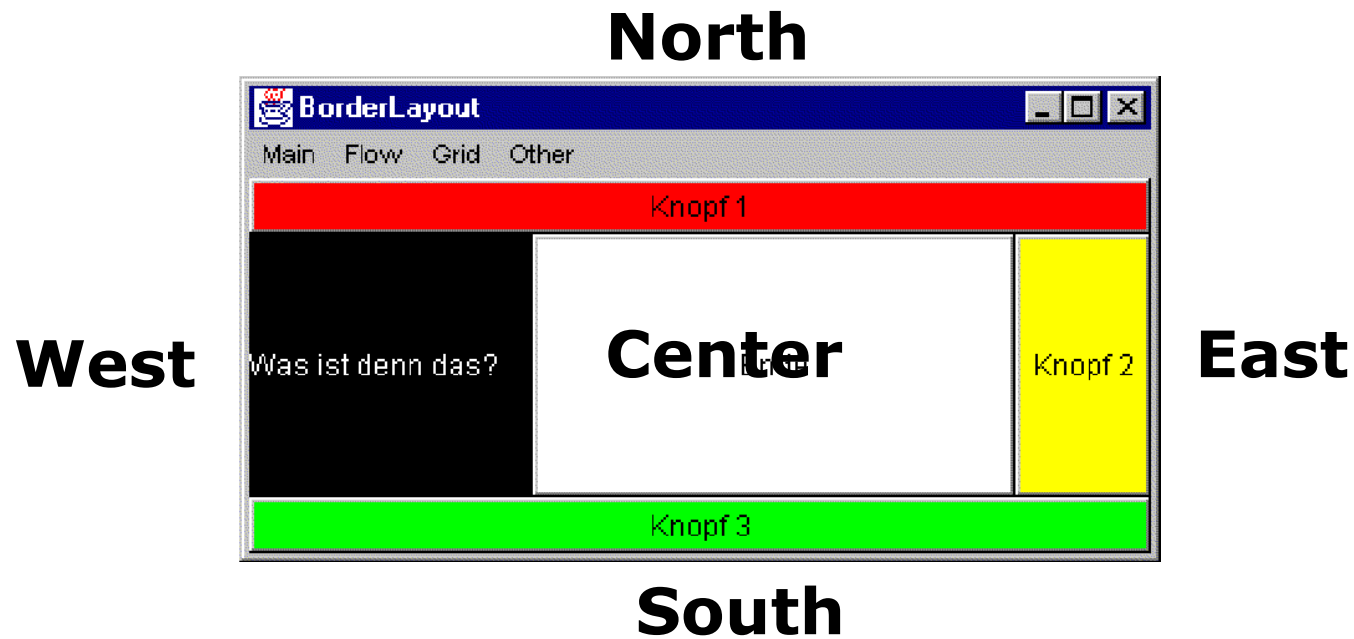 North
BorderLayout
Main Flow Grid Other
Knopf 1
West
Was ist denn das?
Center
Knopf 2
East
Knopf 3
South